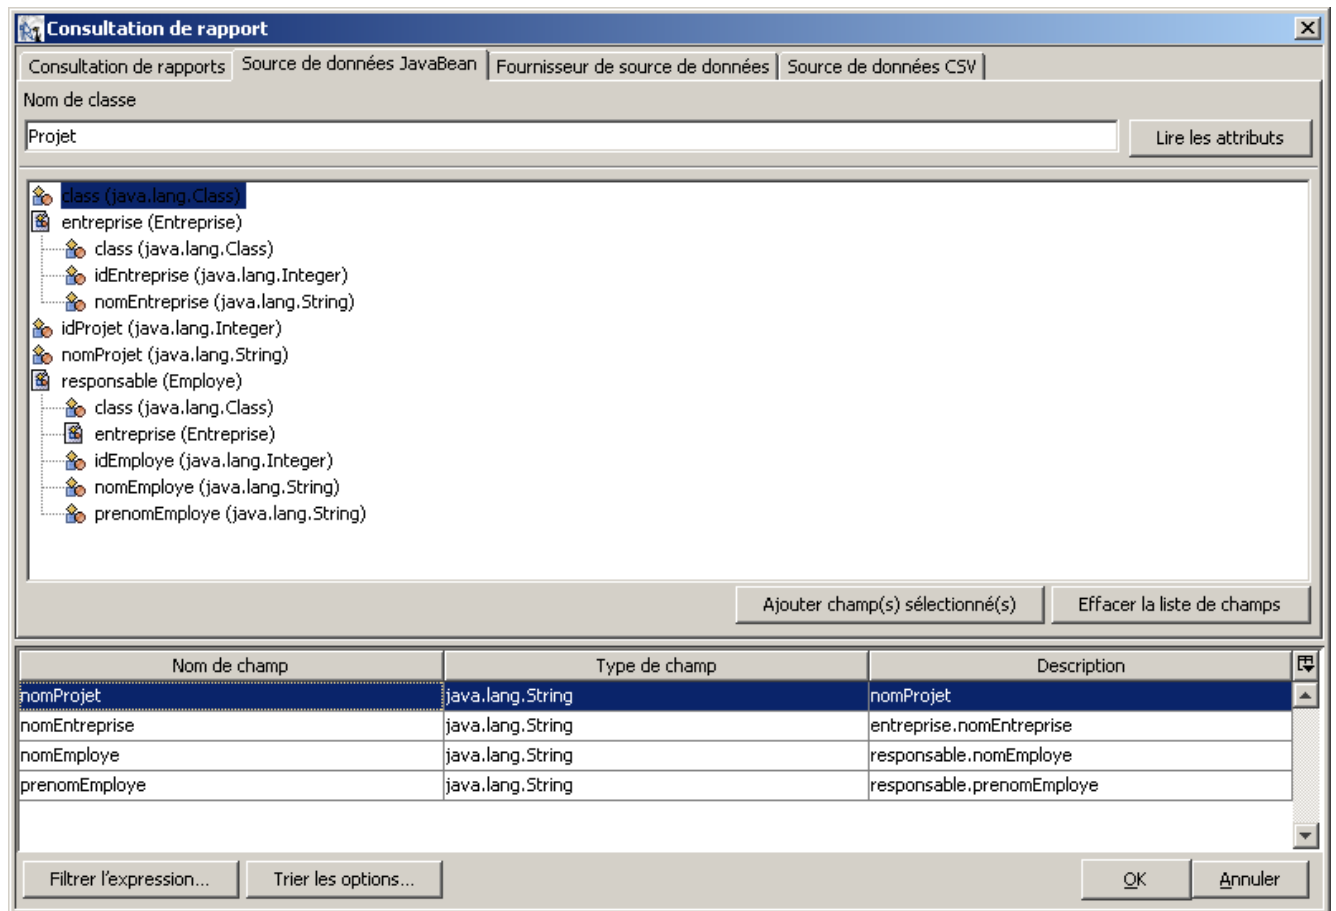 Consultation de rapport
Consultation de rapports Source de données JavaBean Fournisseur de source de données Source de données CSV
Nom de classe
Projet Lire les attributs
class (java.lang.Class)
entreprise (Entreprise)
class (java.lang.Class)
idEntreprise (java.lang.Integer)
nomEntreprise (java.lang.String)
idProjet (java.lang.Integer)
nomProjet (java.lang.String)
responsable (Employe)
class (java.lang.Class)
entreprise (Entreprise)
idEmploye (java.lang.Integer)
nomEmploye (java.lang.String)
prenomEmploye (java.lang.String)
Ajouter champ(s) sélectionné(s) Effacer la liste de champs
Nom de champ Type de champ Description
nomProjet java.lang.String nomProjet
nomEntreprise java.lang.String entreprise.nomEntreprise
nomEmploye java.lang.String responsable.nomEmploye
prenomEmploye java.lang.String responsable.prenomEmploye
Filtrer l'expression... Trier les options... OK Annuler